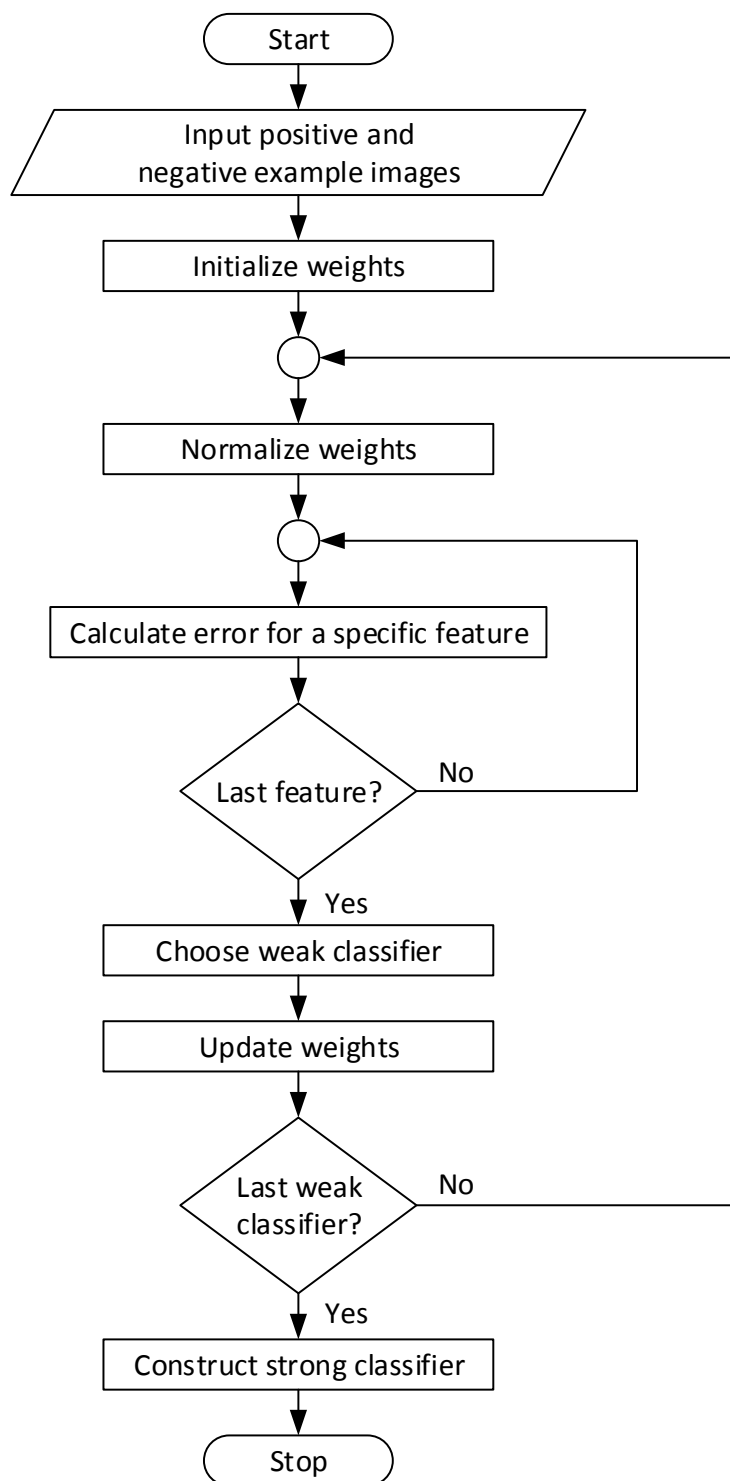 Start
Input positive and
negative example images
Initialize weights
Normalize weights
Calculate error for a specific feature
Last feature?
No
Yes
Choose weak classifier
Update weights
Last weak
classifier?
No
Yes
Construct strong classifier
Stop